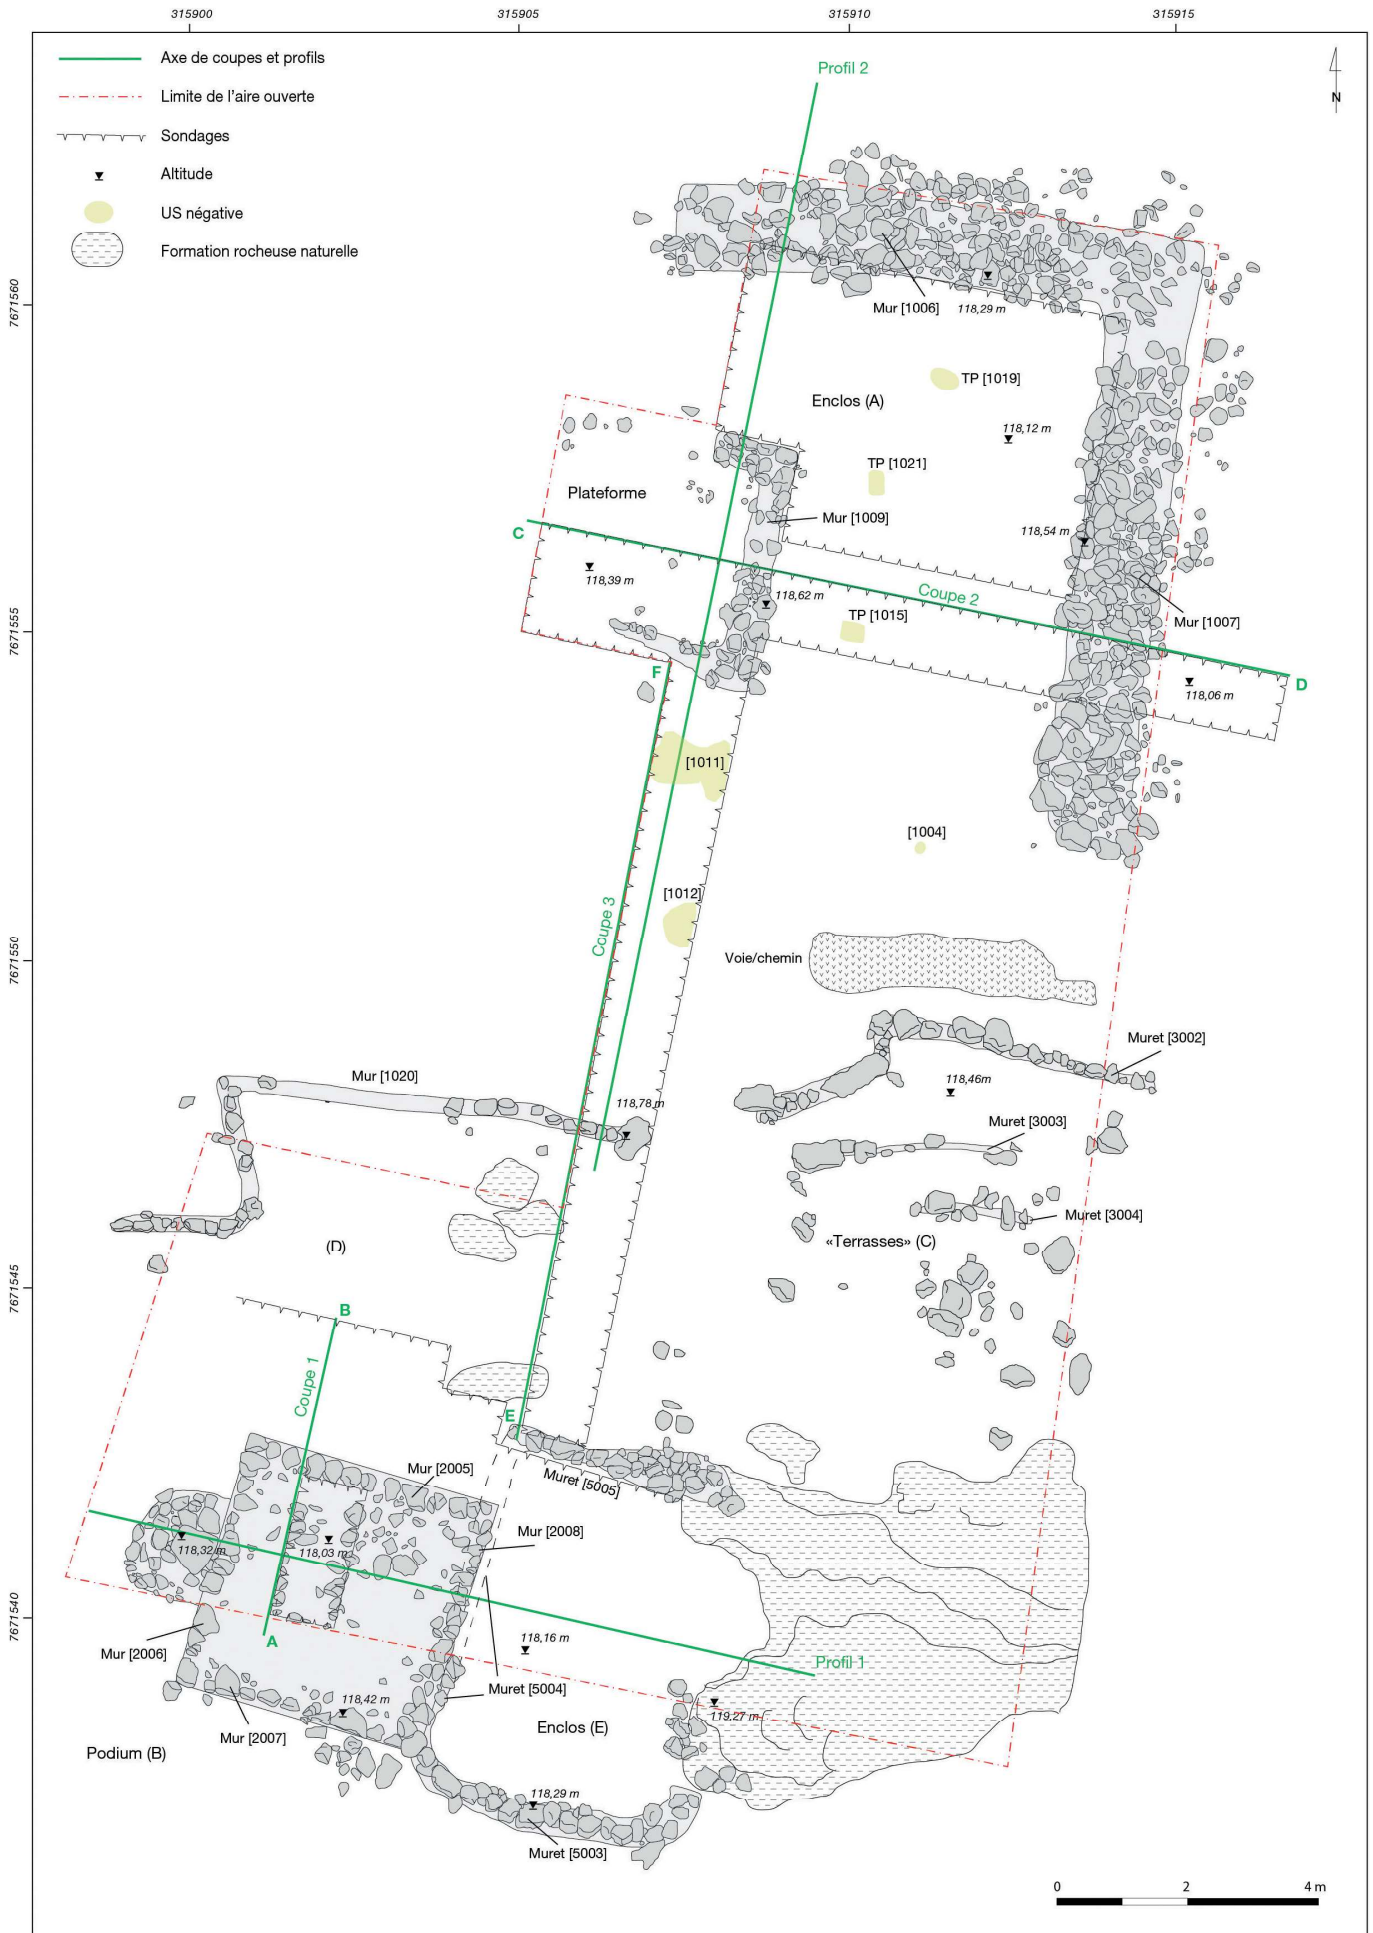 315900
315905
315910
315915
Axe de coupes et profils
Limite de l'aire ouverte
Sondages
Altitude
US négative
Formation rocheuse naturelle
Profil 2
N
7671560
7671555
7671550
7671545
7671540
Mur [1006]
118,29 m
TP [1019]
Enclos (A)
118,12 m
TP [1021]
Plateforme
Mur [1009]
118,54 m
C
118,39 m
Coupe 2
118,62 m
TP [1015]
Mur [1007]
F
D
118,06 m
[1011]
[1004]
[1012]
Coupe 3
Voie/chemin
Muret [3002]
Mur [1020]
118,46m
118,78 m
Muret [3003]
Muret [3004]
(D)
«Terrasses» (C)
B
Coupe 1
E
Muret [5005]
Mur [2005]
Mur [2008]
118,32 m
118,03 m
A
118,16 m
Mur [2006]
Profil 1
Muret [5004]
118,42 m
119,27 m
Enclos (E)
Mur [2007]
Podium (B)
118,29 m
Muret [5003]
0 2 4 m